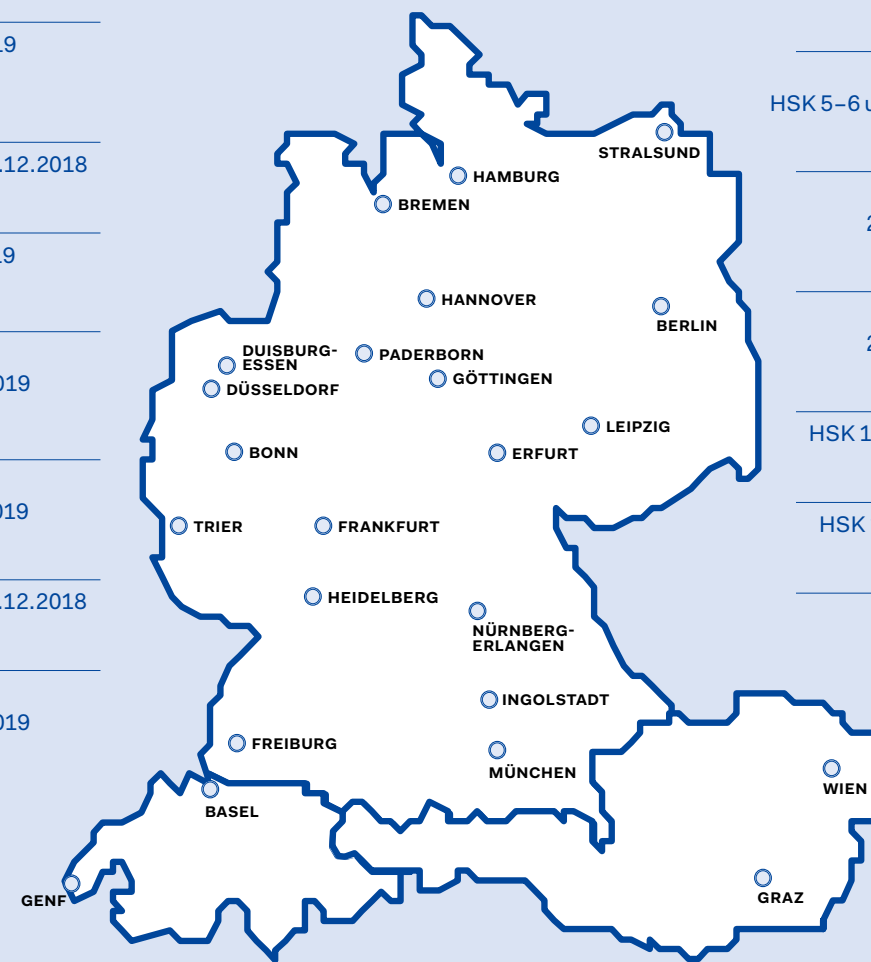 19
.12.2018
19
019
019
.12.2018
019
STRALSUND
HAMBURG
BREMEN
HANNOVER
BERLIN
DUISBURG-
ESSEN
PADERBORN
GÖTTINGEN
DÜSSELDORF
LEIPZIG
BONN
ERFURT
TRIER
FRANKFURT
HEIDELBERG
NÜRNBERG-
ERLANGEN
INGOLSTADT
FREIBURG
MÜNCHEN
BASEL
WIEN
GENF
GRAZ
HSK 5–6 u
2
2
HSK 1
HSK